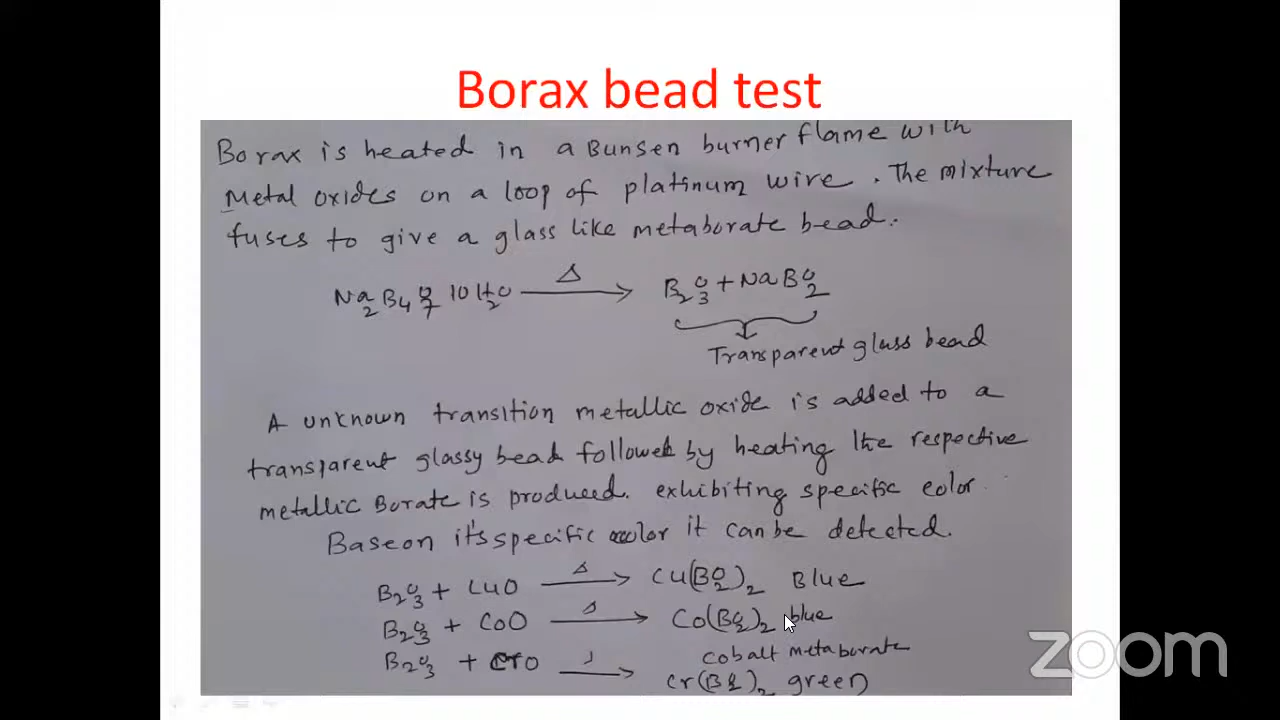 Borax bead test
Borax is heated in a Bunsen burner flame with
Metal oxides on a loop of platinum wire. The mixture
fuses to give a glass like metaborate bead.
Na2B4O7 10H2O Δ→ B2O3 + NaBO2
Transparent glass bead
A unknown transition metallic oxide is added to a
transparent glassy bead followed by heating the respective
metallic Borate is produced. exhibiting specific color.
Baseon it's specific color it can be detected.
B2O3 + CuO Δ→ Cu(BO2)2 Blue
B2O3 + CoO Δ→ Co(BO2)2 blue
cobalt metaborate
B2O3 + CrO → Cr(BO2)2 green
zoom